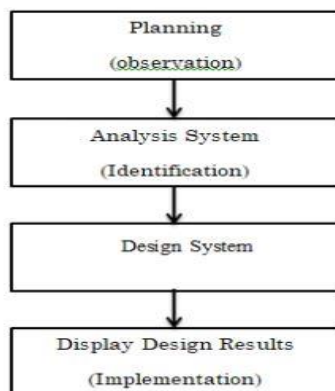 Planning
(observation)
Analysis System
(Identification)
Design System
Display Design Results
(Implementation)